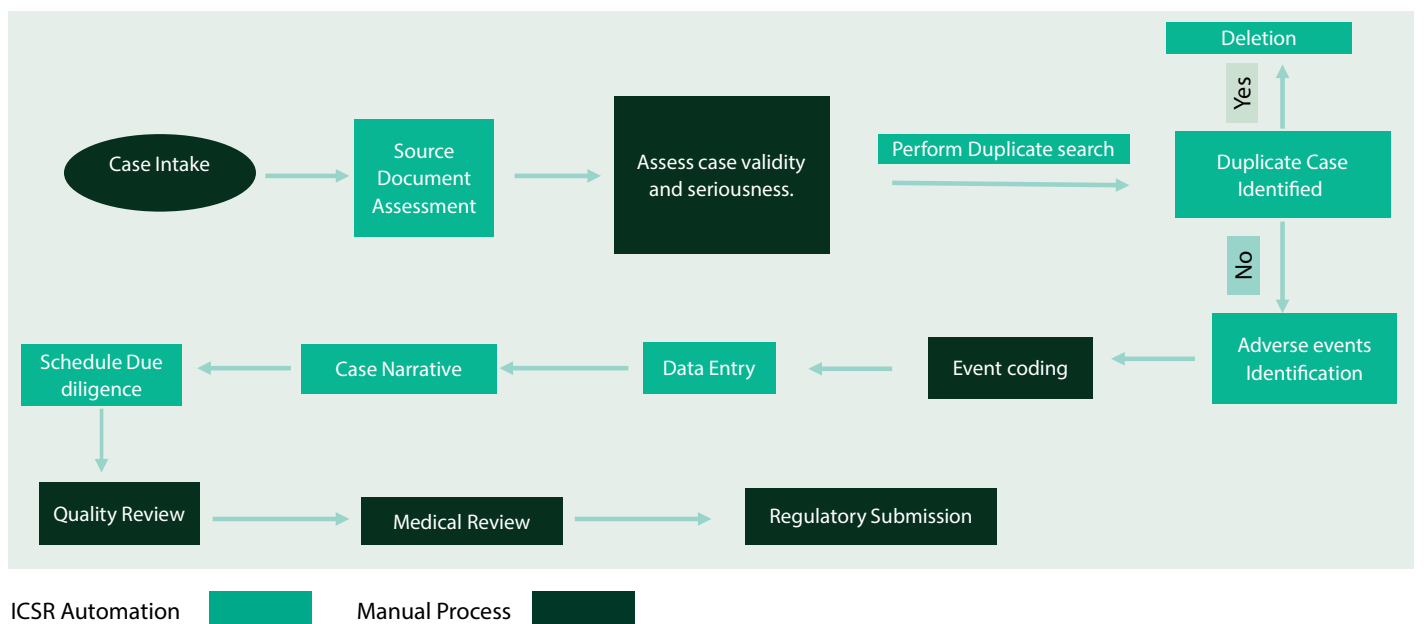 Case Intake
Source
Document
Assessment
Assess case validity
and seriousness.
Perform Duplicate search
Deletion
Yes
Duplicate Case
Identified
No
Adverse events
Identification
Event coding
Data Entry
Case Narrative
Schedule Due
diligence
Quality Review
Medical Review
Regulatory Submission
ICSR Automation
Manual Process